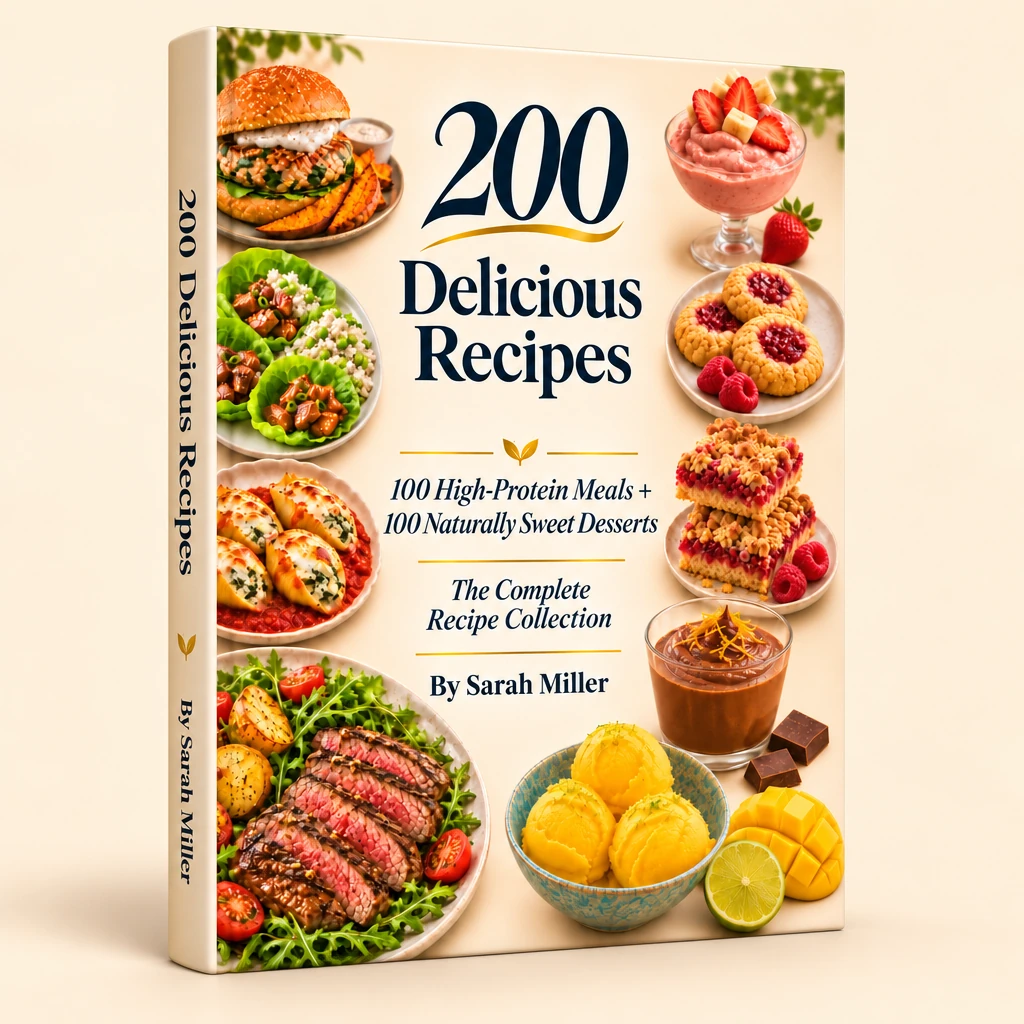 200 Delicious Recipes
By Sarah Miller
200
Delicious
Recipes
100 High-Protein Meals +
100 Naturally Sweet Desserts
The Complete
Recipe Collection
By Sarah Miller